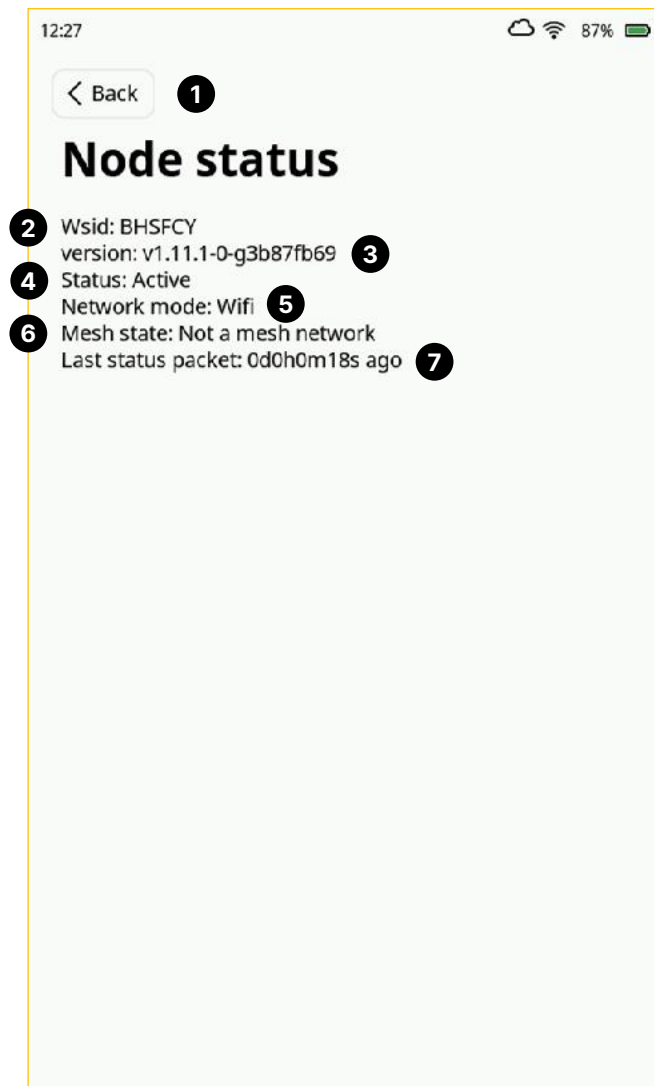 12:27 87%
Back 1
Node status
2 Wsid: BHSFCY
version: v1.11.1-0-g3b87fb69 3
4 Status: Active
Network mode: Wifi 5
6 Mesh state: Not a mesh network
Last status packet: 0d0h0m18s ago 7